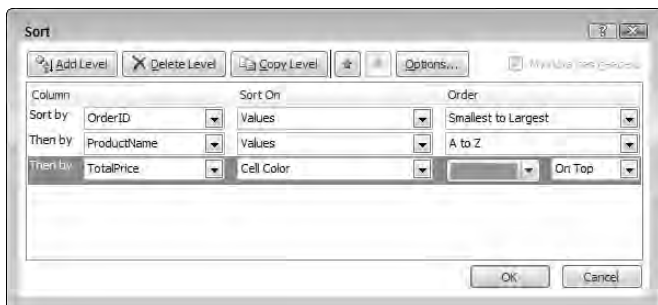 Sort
Add Level Delete Level Copy Level Options...
Column Sort On Order
Sort by OrderID Values Smallest to Largest
Then by ProductName Values A to Z
Then by TotalPrice Cell Color On Top
OK Cancel